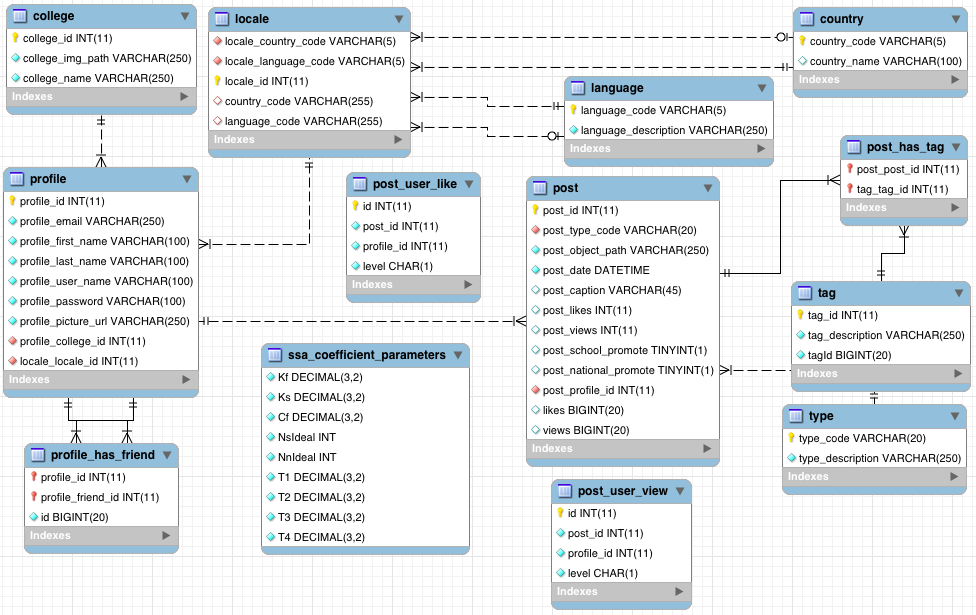 college
college_id INT(11)
college_img_path VARCHAR(250)
college_name VARCHAR(250)
Indexes
locale
locale_country_code VARCHAR(5)
locale_language_code VARCHAR(5)
locale_id INT(11)
country_code VARCHAR(255)
language_code VARCHAR(255)
Indexes
country
country_code VARCHAR(5)
country_name VARCHAR(100)
Indexes
language
language_code VARCHAR(5)
language_description VARCHAR(250)
Indexes
profile
profile_id INT(11)
profile_email VARCHAR(250)
profile_first_name VARCHAR(100)
profile_last_name VARCHAR(100)
profile_user_name VARCHAR(100)
profile_password VARCHAR(100)
profile_picture_url VARCHAR(250)
profile_college_id INT(11)
locale_locale_id INT(11)
Indexes
post_user_like
id INT(11)
post_id INT(11)
profile_id INT(11)
level CHAR(1)
Indexes
post
post_id INT(11)
post_type_code VARCHAR(20)
post_object_path VARCHAR(250)
post_date DATETIME
post_caption VARCHAR(45)
post_likes INT(11)
post_views INT(11)
post_school_promote TINYINT(1)
post_national_promote TINYINT(1)
post_profile_id INT(11)
likes BIGINT(20)
views BIGINT(20)
Indexes
post_has_tag
post_post_id INT(11)
tag_tag_id INT(11)
Indexes
tag
tag_id INT(11)
tag_description VARCHAR(250)
tagId BIGINT(20)
Indexes
ssa_coefficient_parameters
Kf DECIMAL(3,2)
Ks DECIMAL(3,2)
Cf DECIMAL(3,2)
NsIdeal INT
NnIdeal INT
T1 DECIMAL(3,2)
T2 DECIMAL(3,2)
T3 DECIMAL(3,2)
T4 DECIMAL(3,2)
type
type_code VARCHAR(20)
type_description VARCHAR(250)
Indexes
profile_has_friend
profile_id INT(11)
profile_friend_id INT(11)
id BIGINT(20)
Indexes
post_user_view
id INT(11)
post_id INT(11)
profile_id INT(11)
level CHAR(1)
Indexes